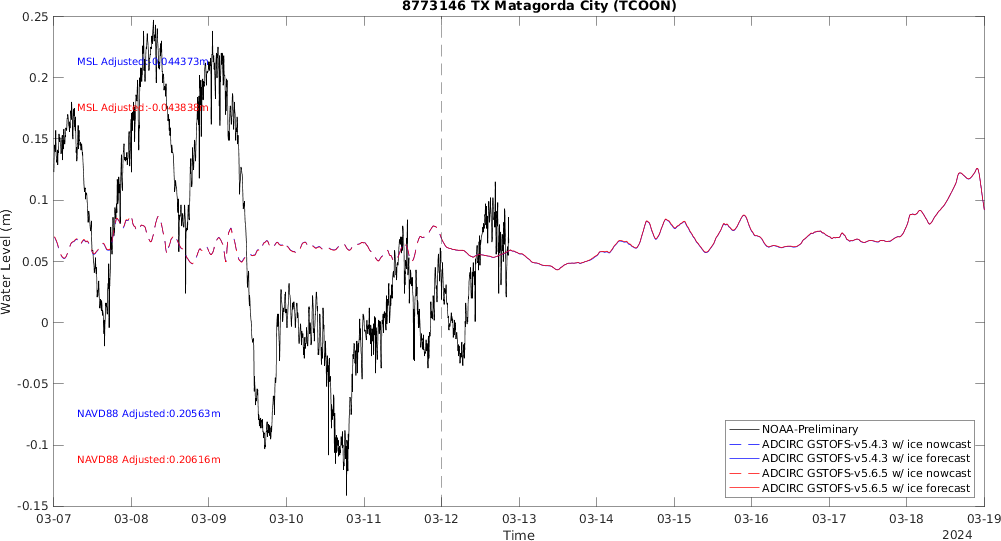 8773146 TX Matagorda City (TCOON)
0.25
0.2
0.15
0.1
0.05
0
-0.05
-0.1
-0.15
Water Level (m)
MSL Adjusted:-0.044373m
MSL Adjusted:-0.043838m
NAVD88 Adjusted:0.20563m
NAVD88 Adjusted:0.20616m
NOAA-Preliminary
ADCIRC GSTOFS-v5.4.3 w/ ice nowcast
ADCIRC GSTOFS-v5.4.3 w/ ice forecast
ADCIRC GSTOFS-v5.6.5 w/ ice nowcast
ADCIRC GSTOFS-v5.6.5 w/ ice forecast
03-07 03-08 03-09 03-10 03-11 03-12 03-13 03-14 03-15 03-16 03-17 03-18 03-19
Time
2024